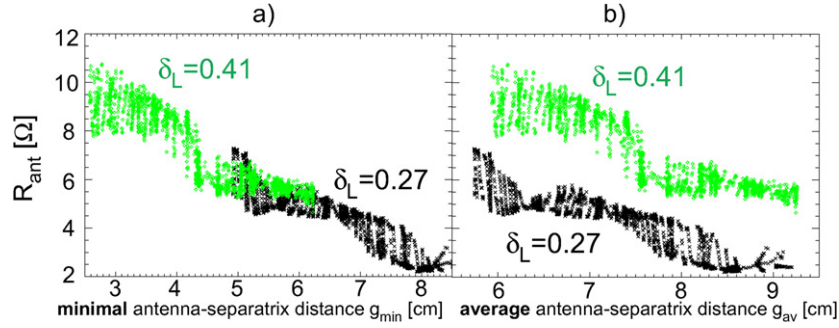 a)
b)
R_ant [Ω]
12
10
8
6
4
2
δ_L=0.41
δ_L=0.27
δ_L=0.41
δ_L=0.27
3 4 5 6 7 8
6 7 8 9
minimal antenna-separatrix distance g_min [cm]
average antenna-separatrix distance g_av [cm]